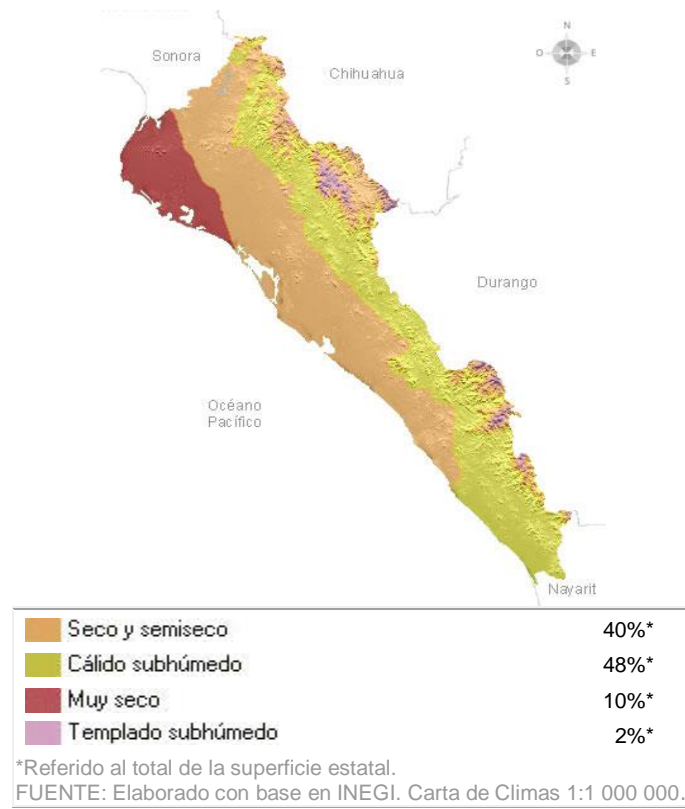 N
O E
S
Sonora
Chihuahua
Durango
Océano
Pacífico
Nayarit
Seco y semiseco 40%*
Cálido subhúmedo 48%*
Muy seco 10%*
Templado subhúmedo 2%*
*Referido al total de la superficie estatal.
FUENTE: Elaborado con base en INEGI. Carta de Climas 1:1 000 000.